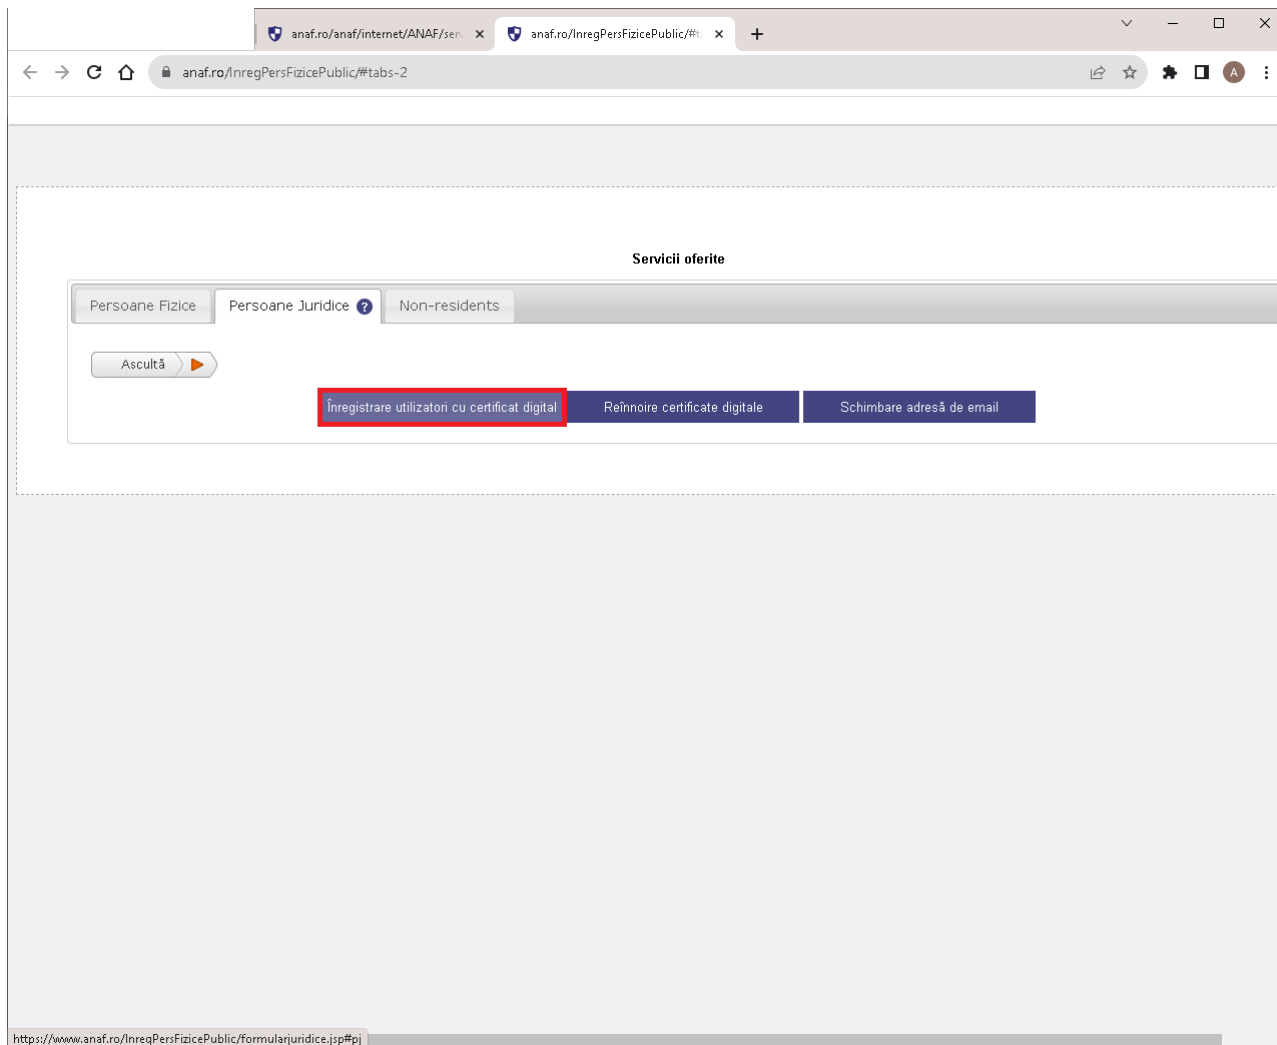 anaf.ro/anaf/internet/ANAF/ser
anaf.ro/InregPersFizicePublic/#t
anaf.ro/InregPersFizicePublic/#tabs-2
A
Servicii oferite
Persoane Fizice
Persoane Juridice ?
Non-residents
Ascultă
Înregistrare utilizatori cu certificat digital
Reînnoire certificate digitale
Schimbare adresă de email
https://www.anaf.ro/InregPersFizicePublic/formularjuridice.jsp#pj